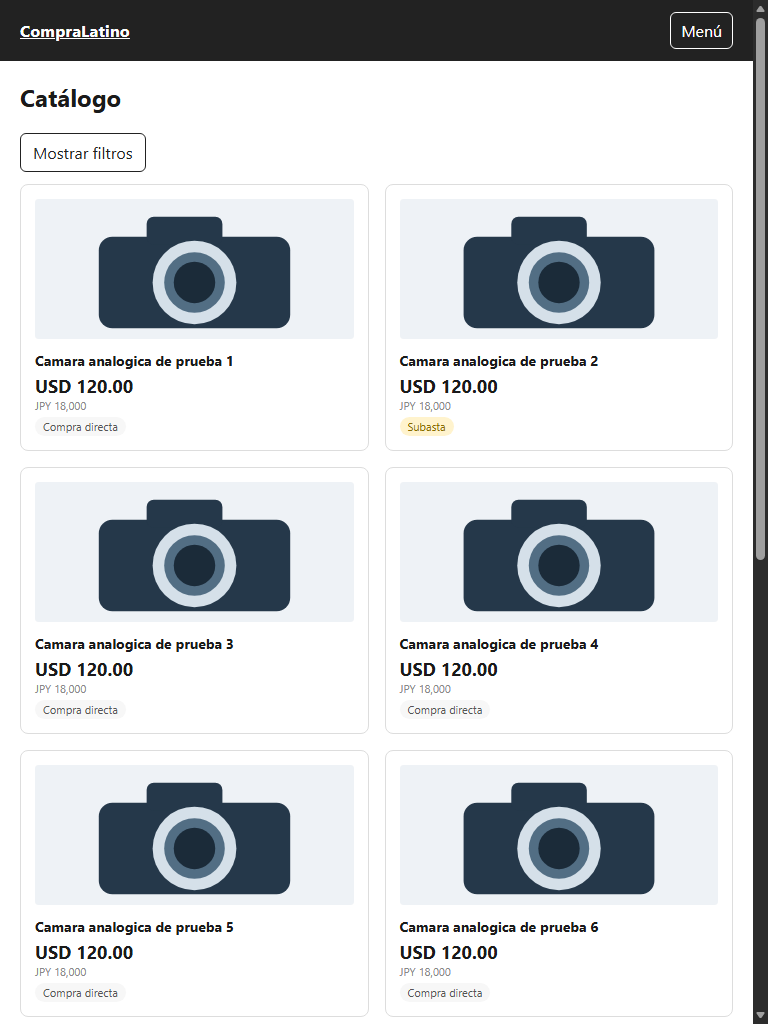 CompraLatino
Menú
Catálogo
Mostrar filtros
Camara analogica de prueba 1
USD 120.00
JPY 18,000
Compra directa
Camara analogica de prueba 2
USD 120.00
JPY 18,000
Subasta
Camara analogica de prueba 3
USD 120.00
JPY 18,000
Compra directa
Camara analogica de prueba 4
USD 120.00
JPY 18,000
Compra directa
Camara analogica de prueba 5
USD 120.00
JPY 18,000
Compra directa
Camara analogica de prueba 6
USD 120.00
JPY 18,000
Compra directa